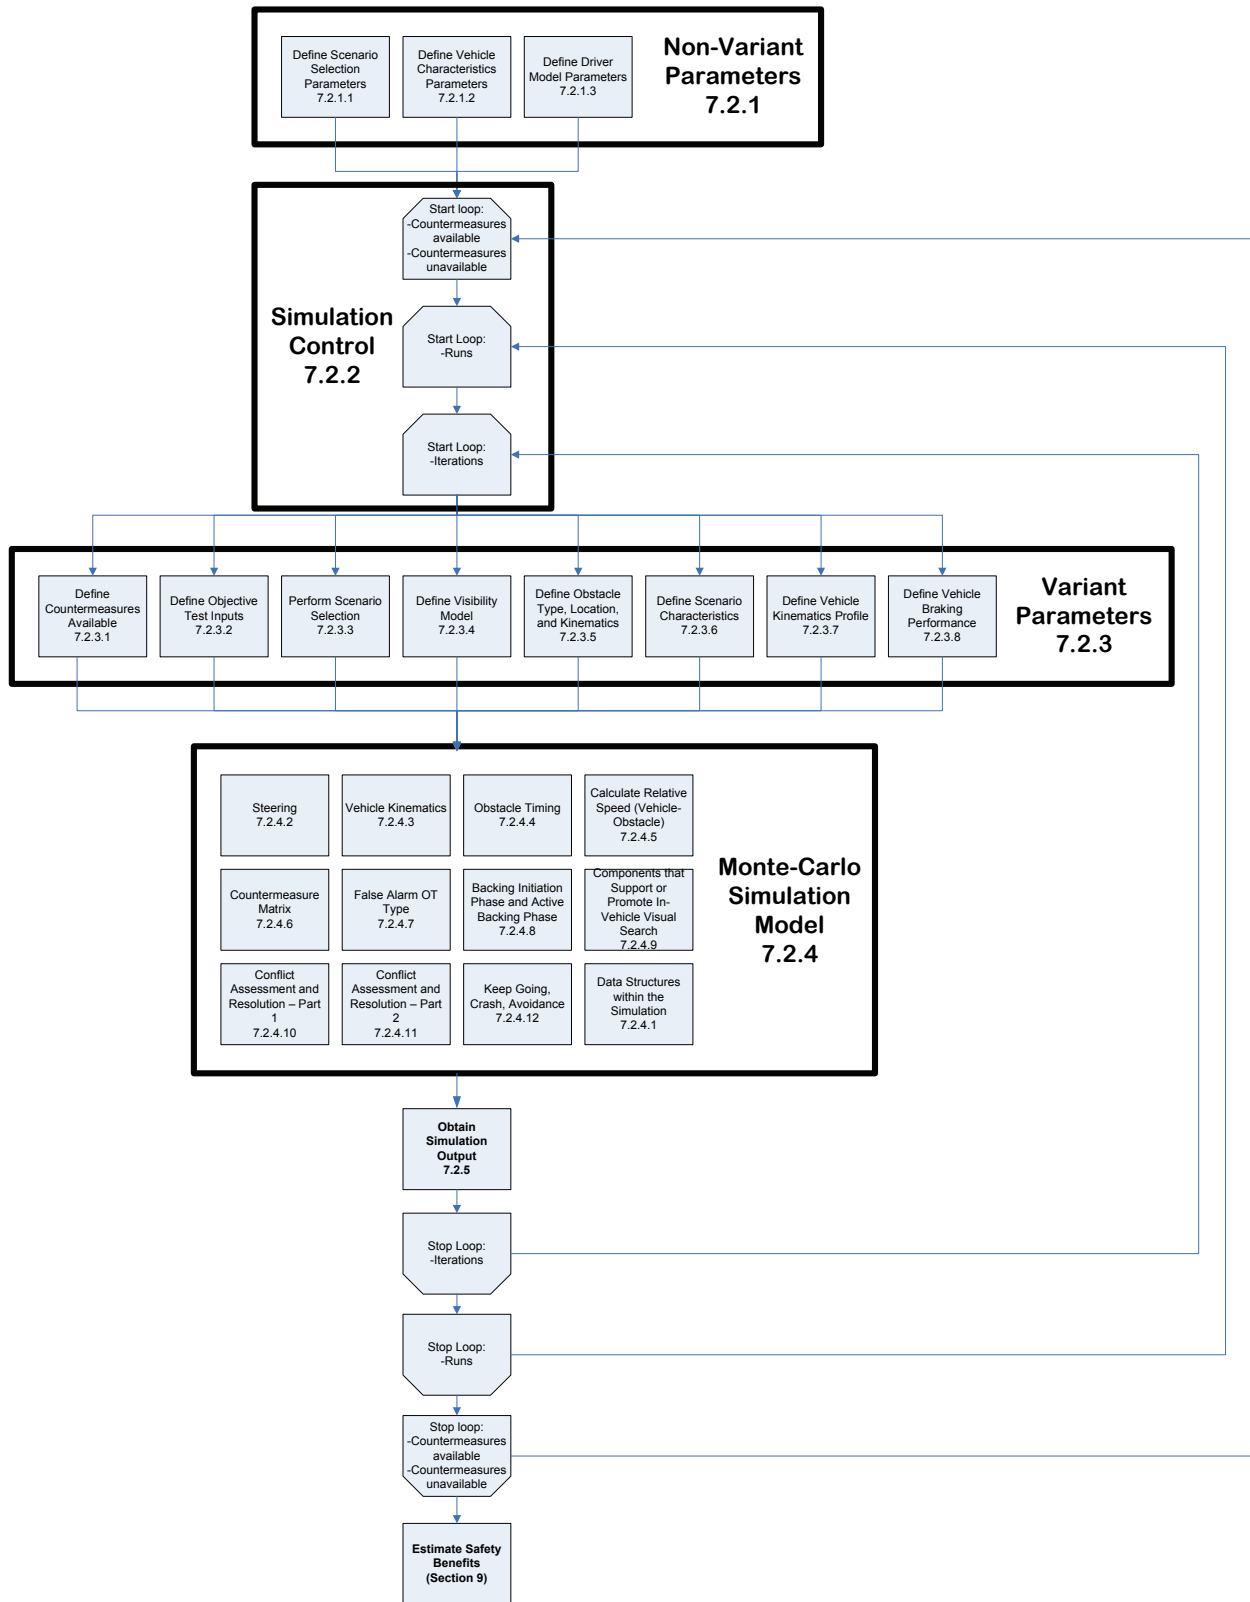 Define Scenario
Selection
Parameters
7.2.1.1
Define Vehicle
Characteristics
Parameters
7.2.1.2
Define Driver
Model Parameters
7.2.1.3
Non-Variant
Parameters
7.2.1
Start loop:
-Countermeasures
available
-Countermeasures
unavailable
Simulation
Control
7.2.2
Start Loop:
-Runs
Start Loop:
-Iterations
Define
Countermeasures
Available
7.2.3.1
Define Objective
Test Inputs
7.2.3.2
Perform Scenario
Selection
7.2.3.3
Define Visibility
Model
7.2.3.4
Define Obstacle
Type, Location,
and Kinematics
7.2.3.5
Define Scenario
Characteristics
7.2.3.6
Define Vehicle
Kinematics Profile
7.2.3.7
Define Vehicle
Braking
Performance
7.2.3.8
Variant
Parameters
7.2.3
Steering
7.2.4.2
Vehicle Kinematics
7.2.4.3
Obstacle Timing
7.2.4.4
Calculate Relative
Speed (Vehicle-
Obstacle)
7.2.4.5
Countermeasure
Matrix
7.2.4.6
False Alarm OT
Type
7.2.4.7
Backing Initiation
Phase and Active
Backing Phase
7.2.4.8
Components that
Support or
Promote In-
Vehicle Visual
Search
7.2.4.9
Monte-Carlo
Simulation
Model
7.2.4
Conflict
Assessment and
Resolution – Part
1
7.2.4.10
Conflict
Assessment and
Resolution – Part
2
7.2.4.11
Keep Going,
Crash, Avoidance
7.2.4.12
Data Structures
within the
Simulation
7.2.4.1
Obtain
Simulation
Output
7.2.5
Stop Loop:
-Iterations
Stop Loop:
-Runs
Stop loop:
-Countermeasures
available
-Countermeasures
unavailable
Estimate Safety
Benefits
(Section 9)